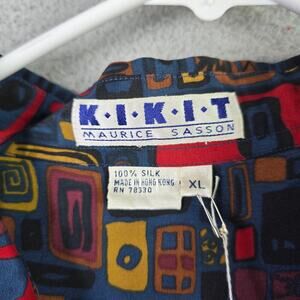 K·I·K·I·T
MAURICE SASSON
100% SILK
MADE IN HONG KONG
RN 78330
XL